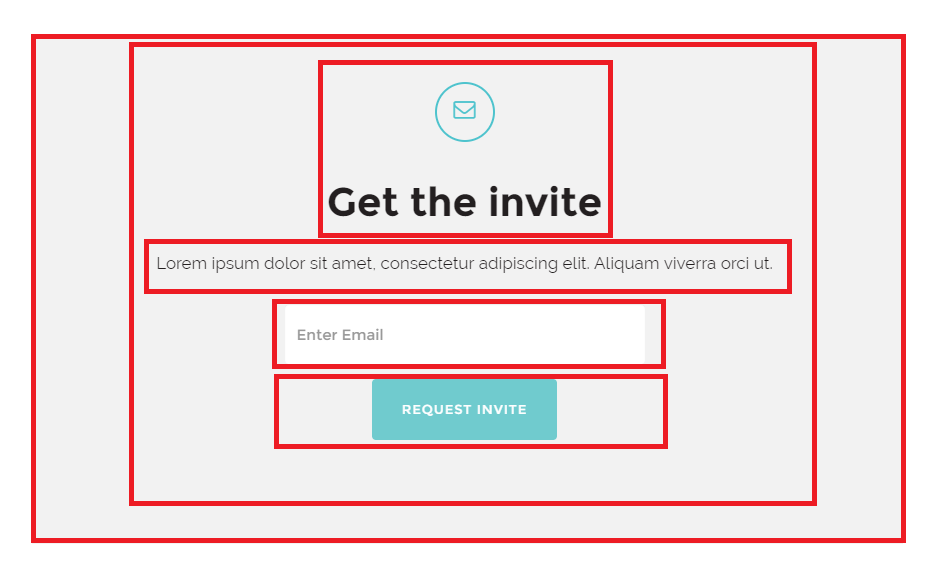 Get the invite
Lorem ipsum dolor sit amet, consectetur adipiscing elit. Aliquam viverra orci ut.
Enter Email
REQUEST INVITE